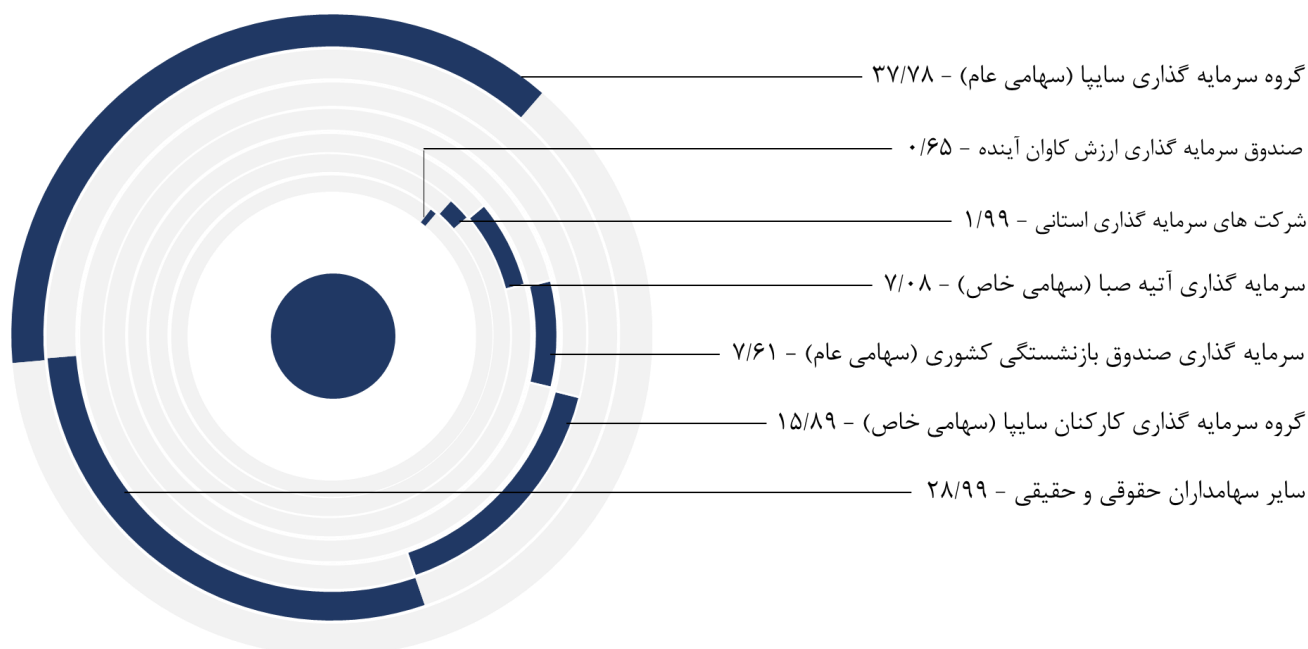 گروه سرمایه گذاری سایپا (سهامی عام) - ۳۷/۷۸
صندوق سرمایه گذاری ارزش کاوان آینده - ۰/۶۵
شرکت های سرمایه گذاری استانی - ۱/۹۹
سرمایه گذاری آتیه صبا (سهامی خاص) - ۷/۰۸
سرمایه گذاری صندوق بازنشستگی کشوری (سهامی عام) - ۷/۶۱
گروه سرمایه گذاری کارکنان سایپا (سهامی خاص) - ۱۵/۸۹
سایر سهامداران حقوقی و حقیقی - ۲۸/۹۹